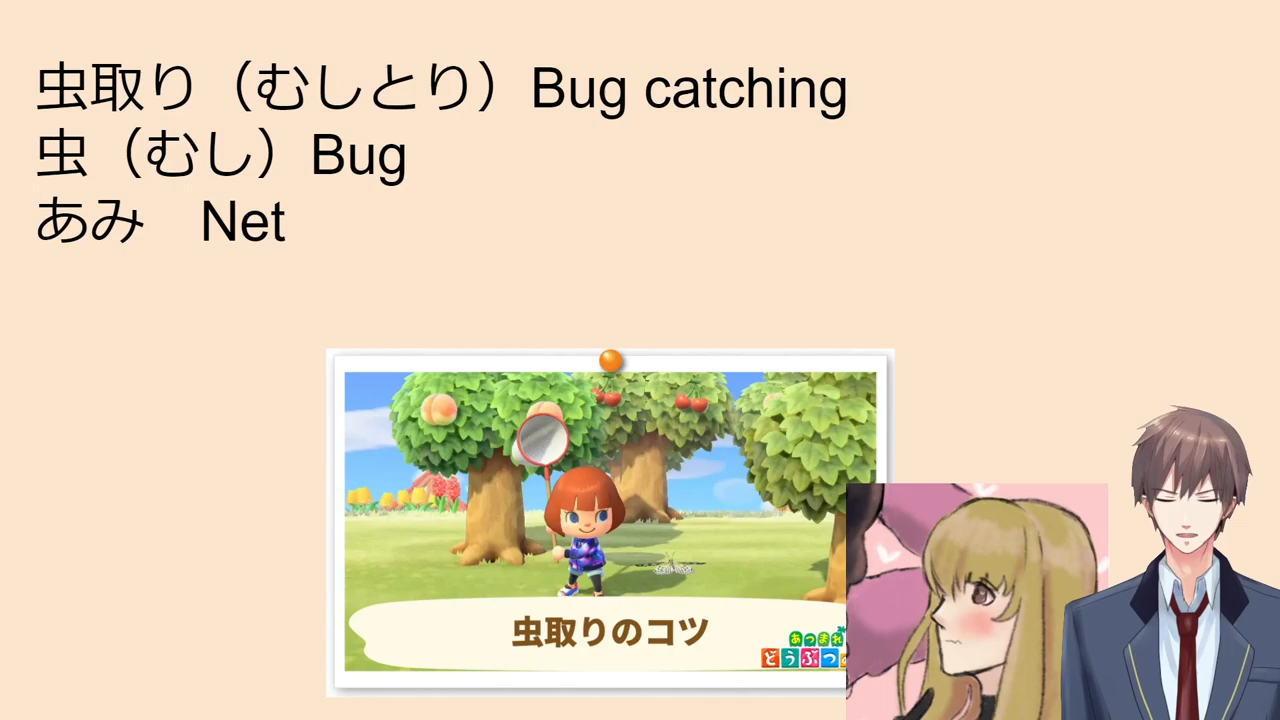 虫取り（むしとり）Bug catching
虫（むし）Bug
あみ　Net
虫取りのコツ
あつまれ
どうぶつ